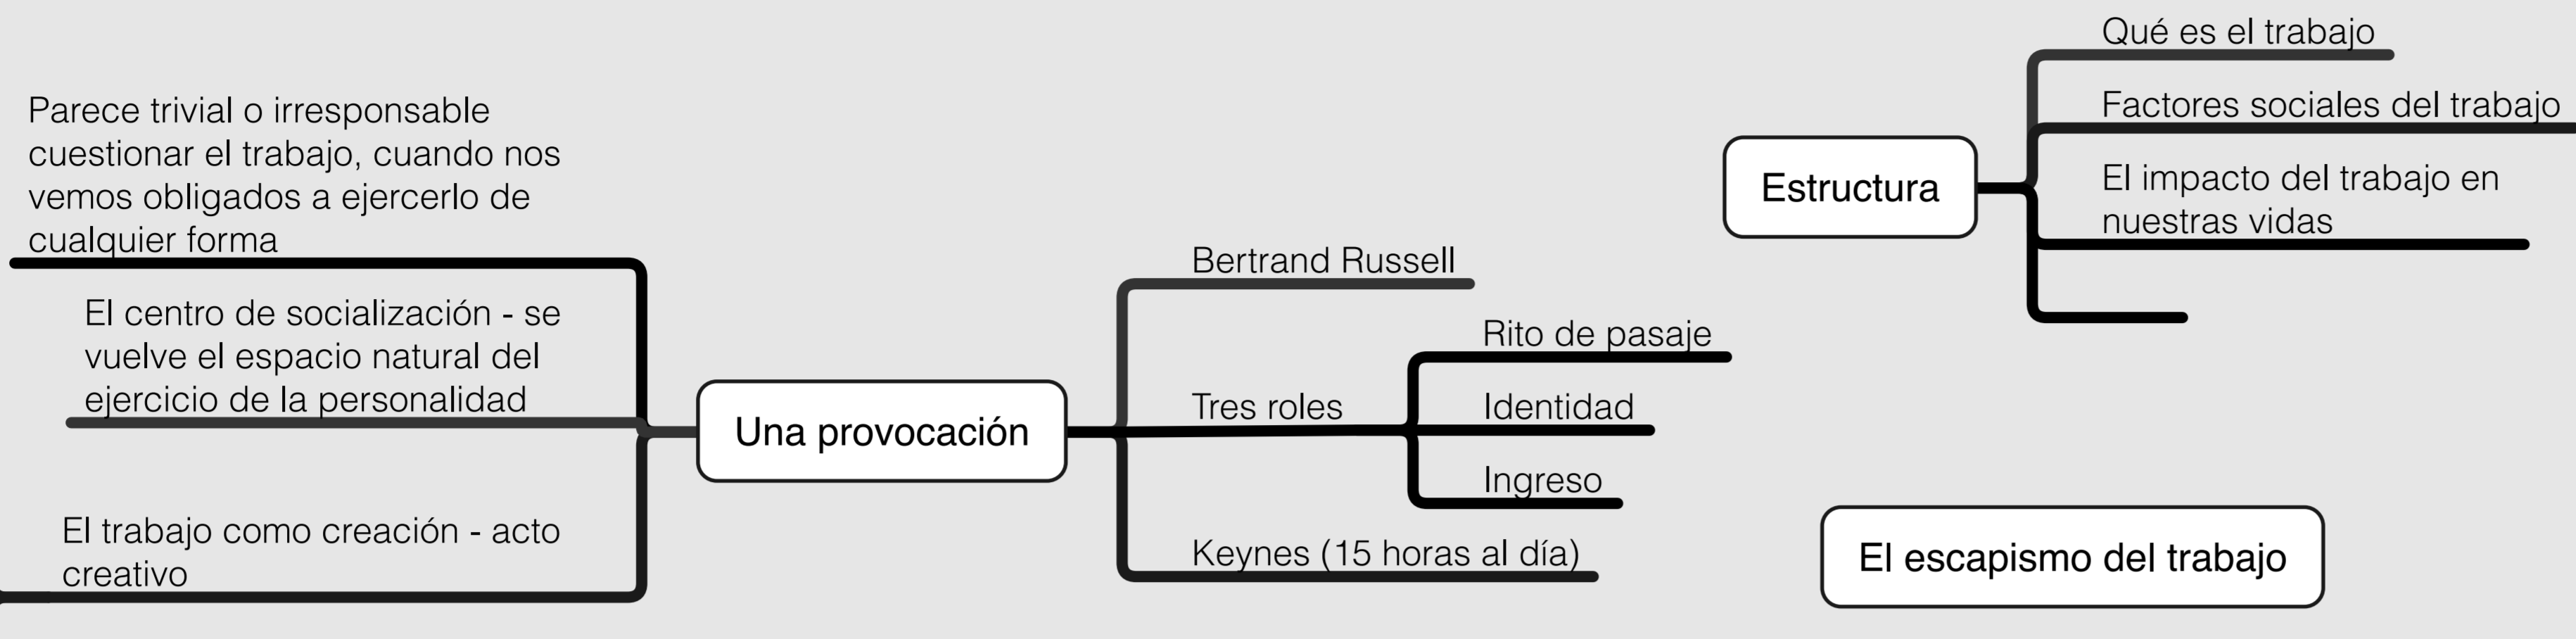 Parece trivial o irresponsable
cuestionar el trabajo, cuando nos
vemos obligados a ejercerlo de
cualquier forma
El centro de socialización - se
vuelve el espacio natural del
ejercicio de la personalidad
El trabajo como creación - acto
creativo
Una provocación
Bertrand Russell
Tres roles
Rito de pasaje
Identidad
Ingreso
Keynes (15 horas al día)
Estructura
Qué es el trabajo
Factores sociales del trabajo
El impacto del trabajo en
nuestras vidas
El escapismo del trabajo